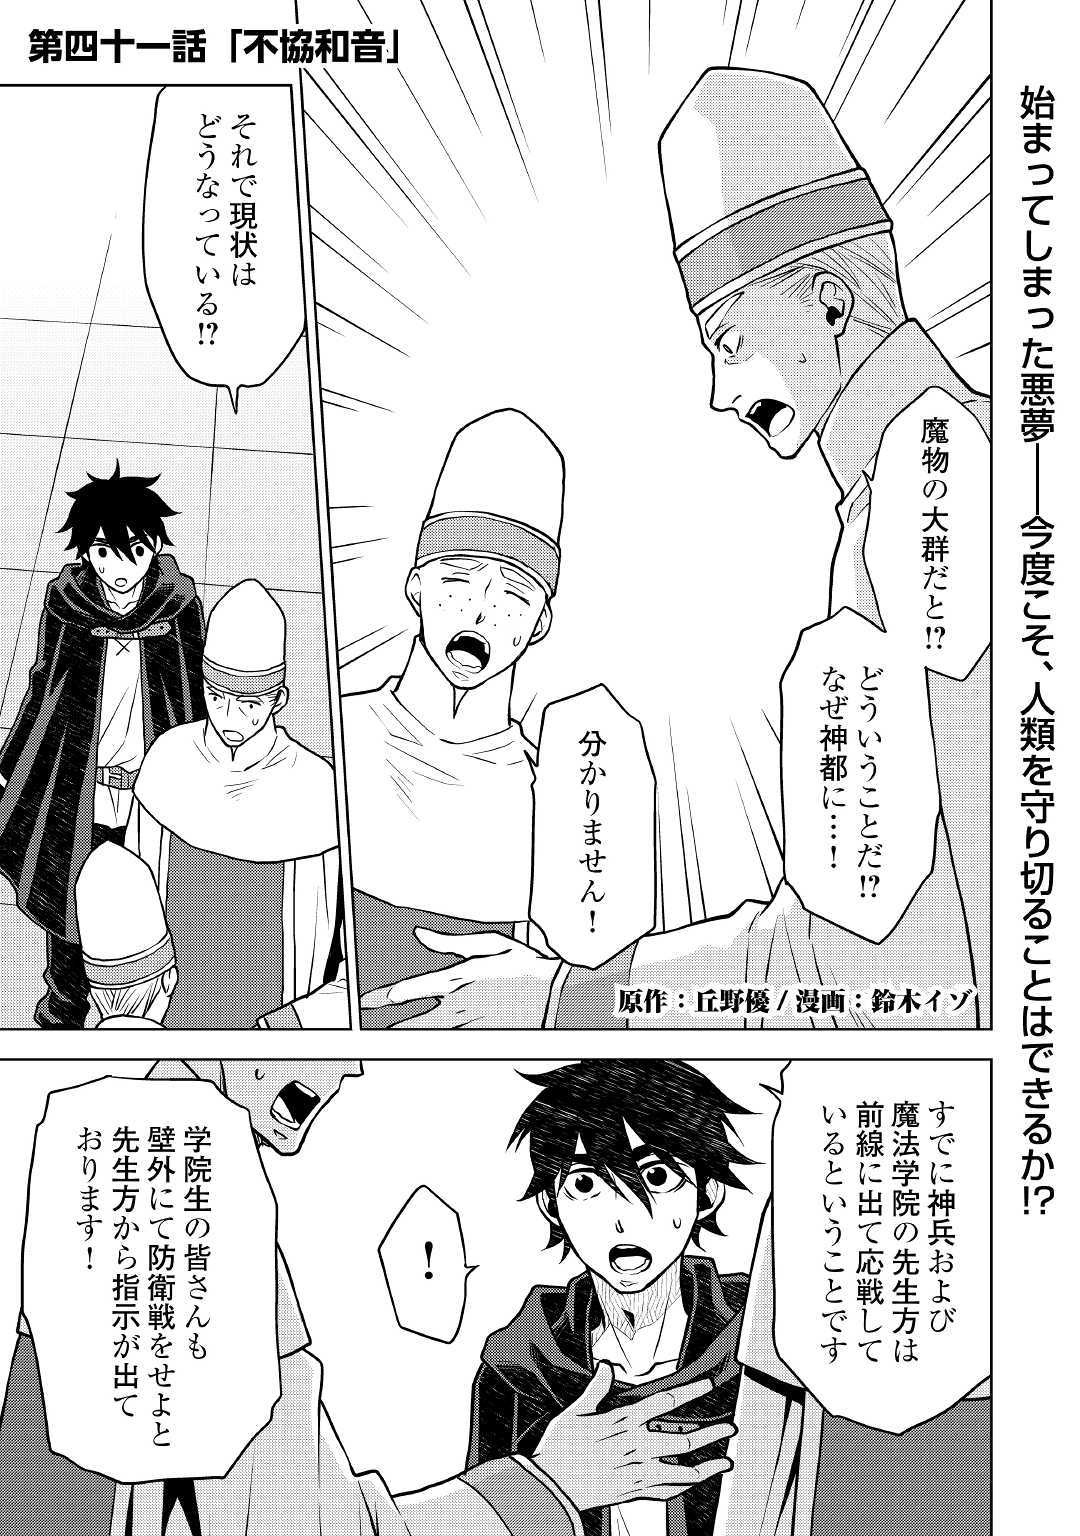 第四十一話「不協和音」
始まってしまった悪夢――今度こそ、人類を守り切ることはできるか!?
魔物の大群だと!?
どういうことだ!?
なぜ神都に…！
分かりません！
原作：丘野優/漫画：鈴木イゾ
それで現状は
どうなっている!?
すでに神兵および
魔法学院の先生方は
前線に出て応戦して
いるということです
！
学院生の皆さんも
壁外にて防衛戦をせよと
先生方から指示が出て
おります！